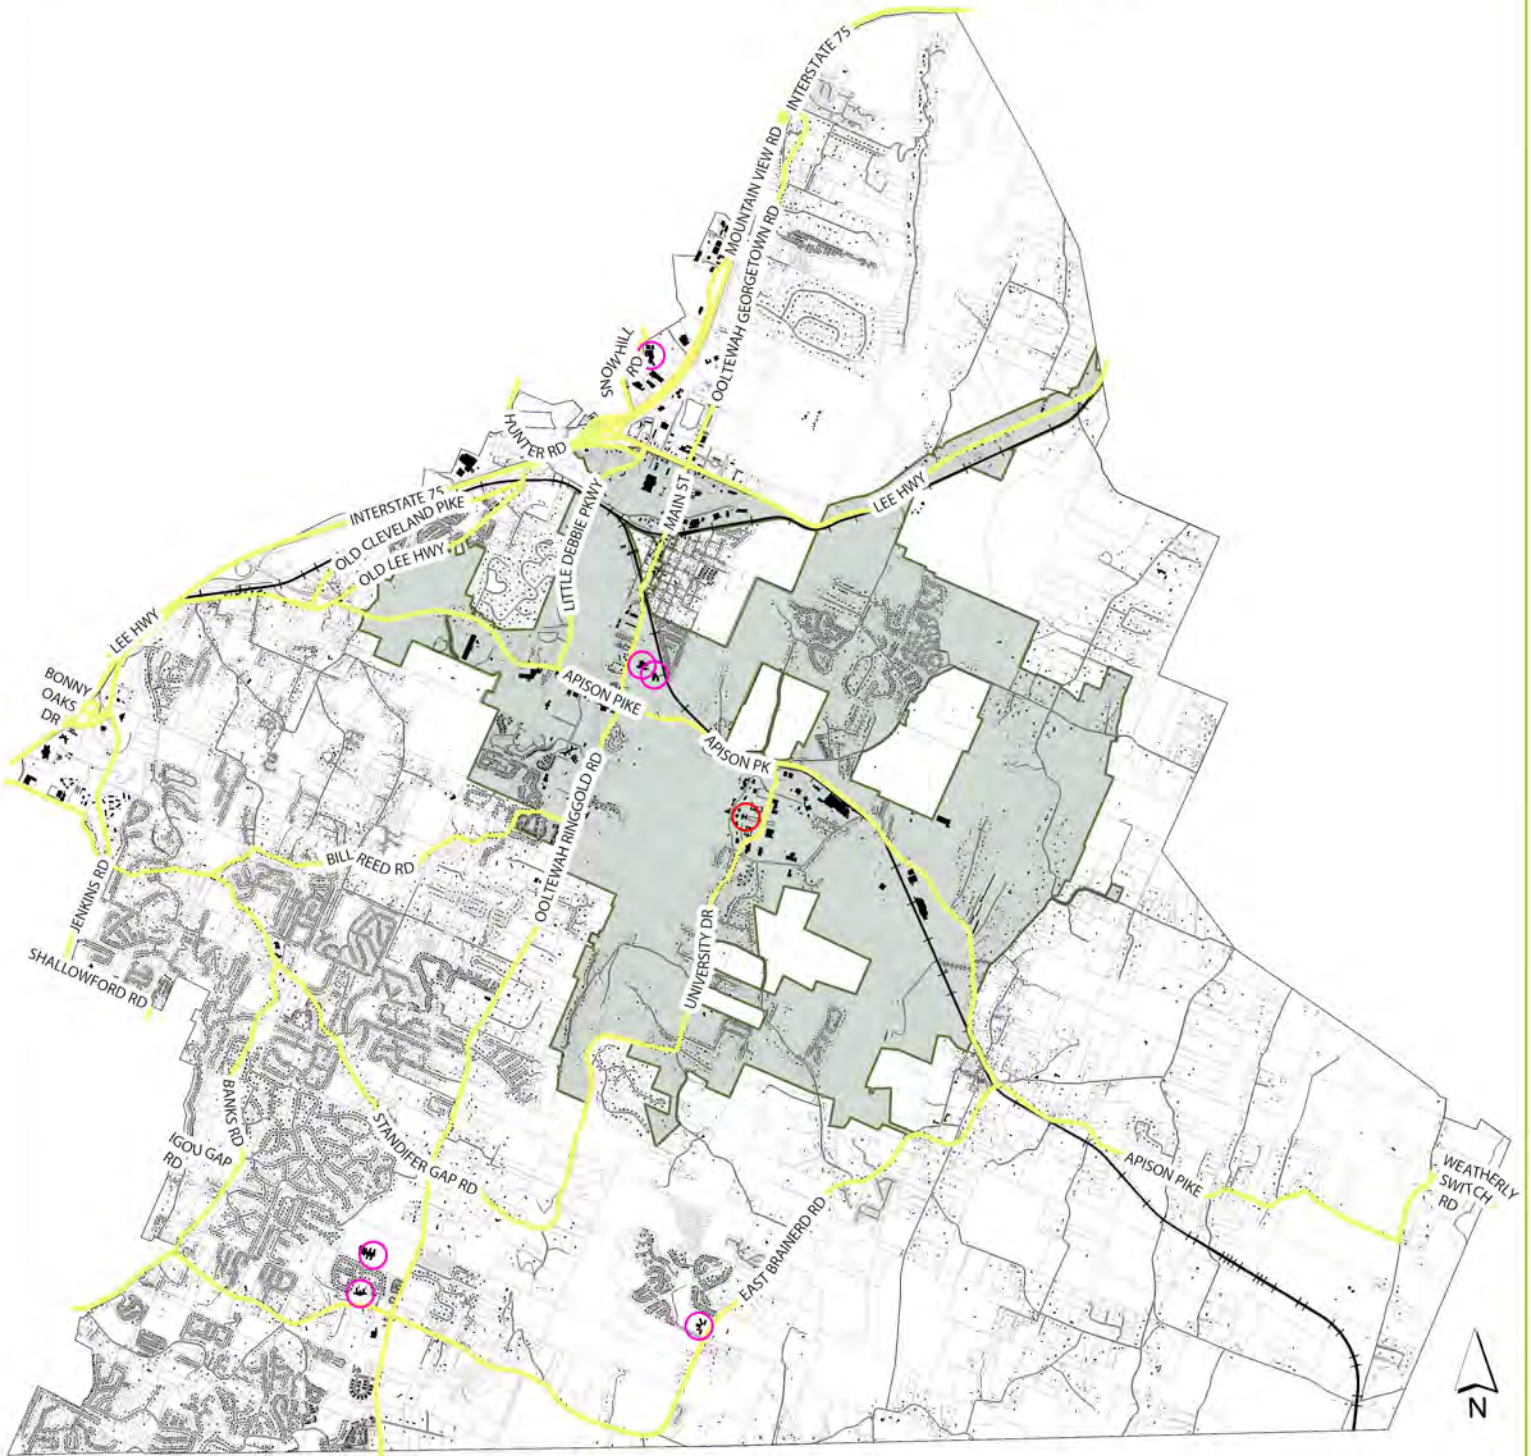 INTERSTATE 75
MOUNTAIN VIEW RD
OOLTEWAH GEORGETOWN RD
SNOWHILL
RD
HUNTER RD
INTERSTATE 75
OLD CLEVELAND PIKE
OLD LEE HWY
LITTLE DEBBIE PKWY
MAIN ST
LEE HWY
LEE HWY
BONNY
OAKS
DR
APISON PIKE
APISON PK
OOLTEWAH RINGGOLD RD
BILL REED RD
JENKINS RD
SHALLOWFORD RD
UNIVERSITY DR
BANKS RD
IGOU GAP
RD
STANDIFER GAP RD
EAST BRAINERD RD
APISON PIKE
WEATHERLY
SWITCH
RD
N